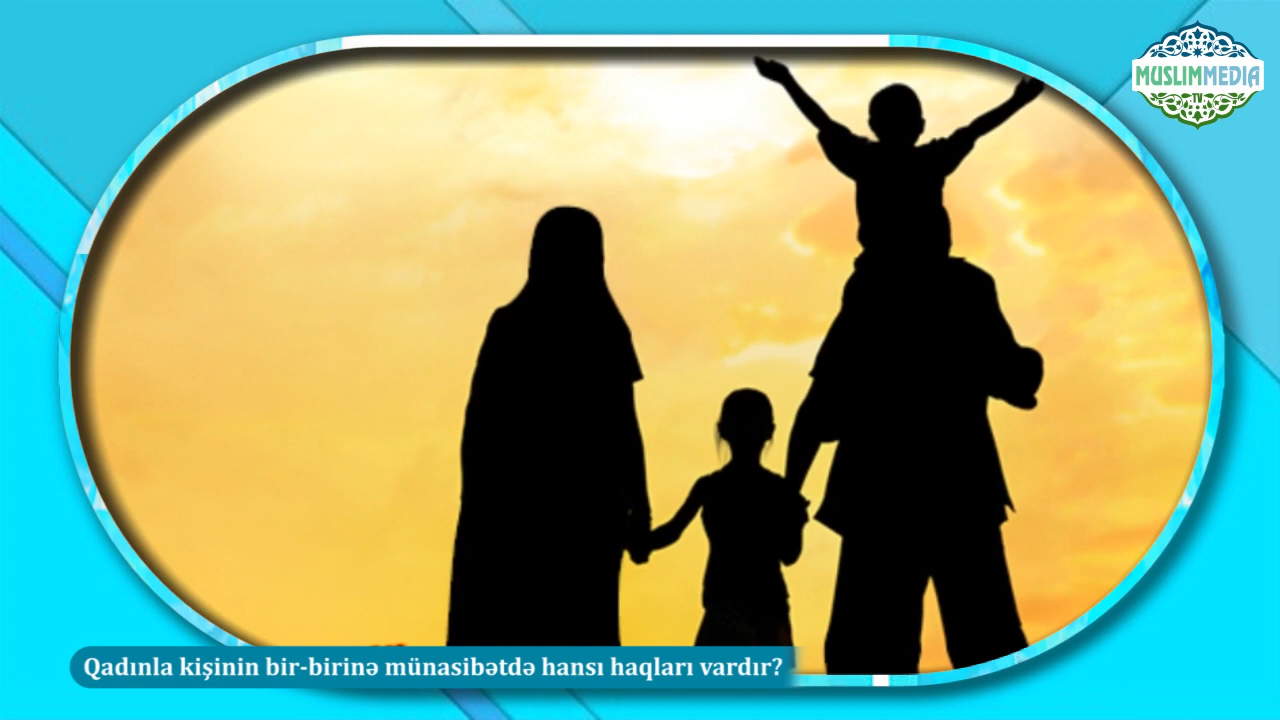 MUSLIMMEDIA
TV
Qadınla kişinin bir-birinə münasibətdə hansı haqları vardır?